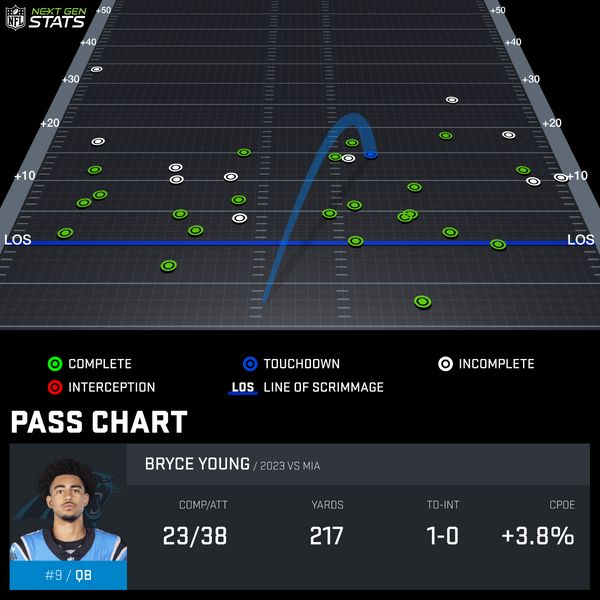 NFL NEXT GEN STATS
+50 +50
+40 +40
+30 +30
+20 +20
+10 +10
LOS LOS
COMPLETE TOUCHDOWN INCOMPLETE
INTERCEPTION LOS LINE OF SCRIMMAGE
PASS CHART
BRYCE YOUNG / 2023 VS MIA
COMP/ATT YARDS TD-INT CPOE
23/38 217 1-0 +3.8%
#9 / QB